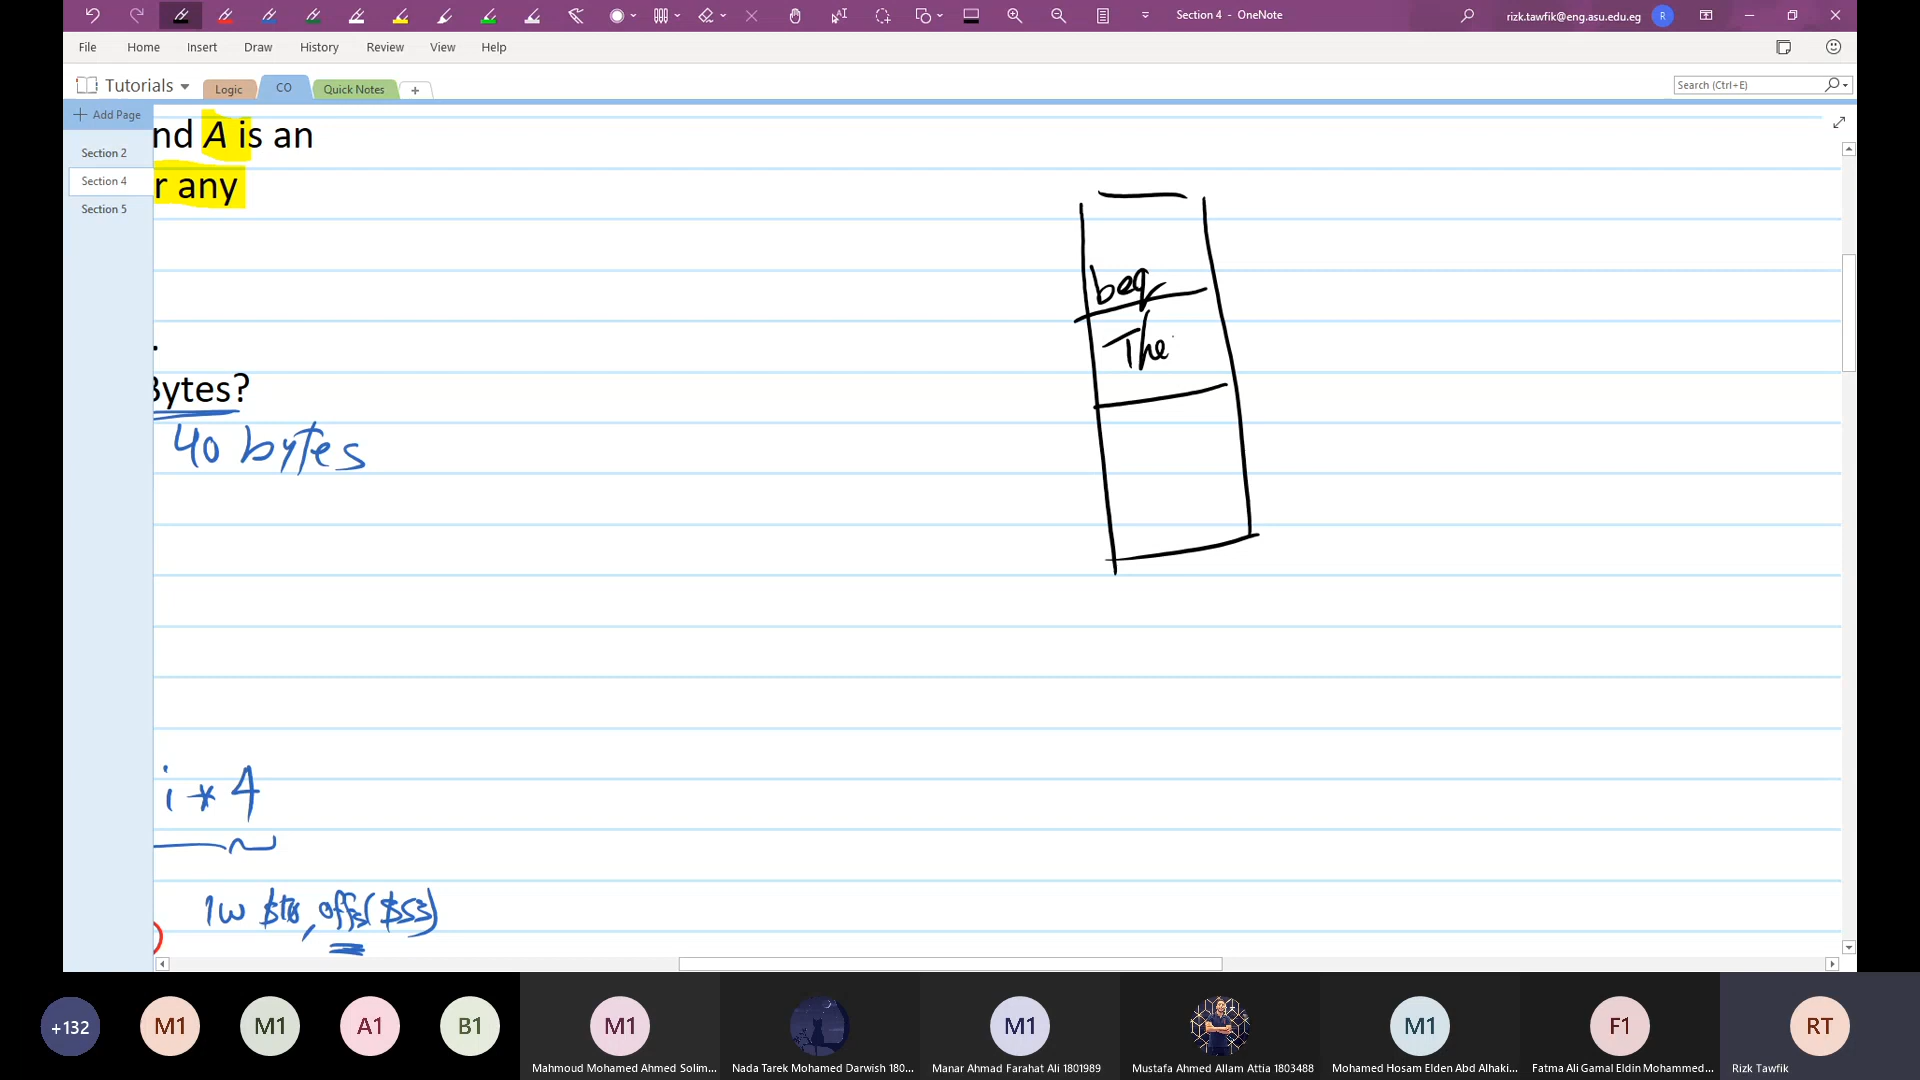 Section 4 - OneNote
rizk.tawfik@eng.asu.edu.eg
R
File Home Insert Draw History Review View Help
Tutorials
Logic CO Quick Notes +
Search (Ctrl+E)
Add Page
Section 2
Section 4
Section 5
nd A is an
r any
.
Bytes?
40 bytes
beq
The
i * 4
lw
($s3)
+132
M1
M1
A1
B1
M1
M1
M1
F1
RT
Mahmoud Mohamed Ahmed Solim...
Nada Tarek Mohamed Darwish 180...
Manar Ahmad Farahat Ali 1801989
Mustafa Ahmed Allam Attia 1803488
Mohamed Hosam Elden Abd Alhaki...
Fatma Ali Gamal Eldin Mohammed...
Rizk Tawfik